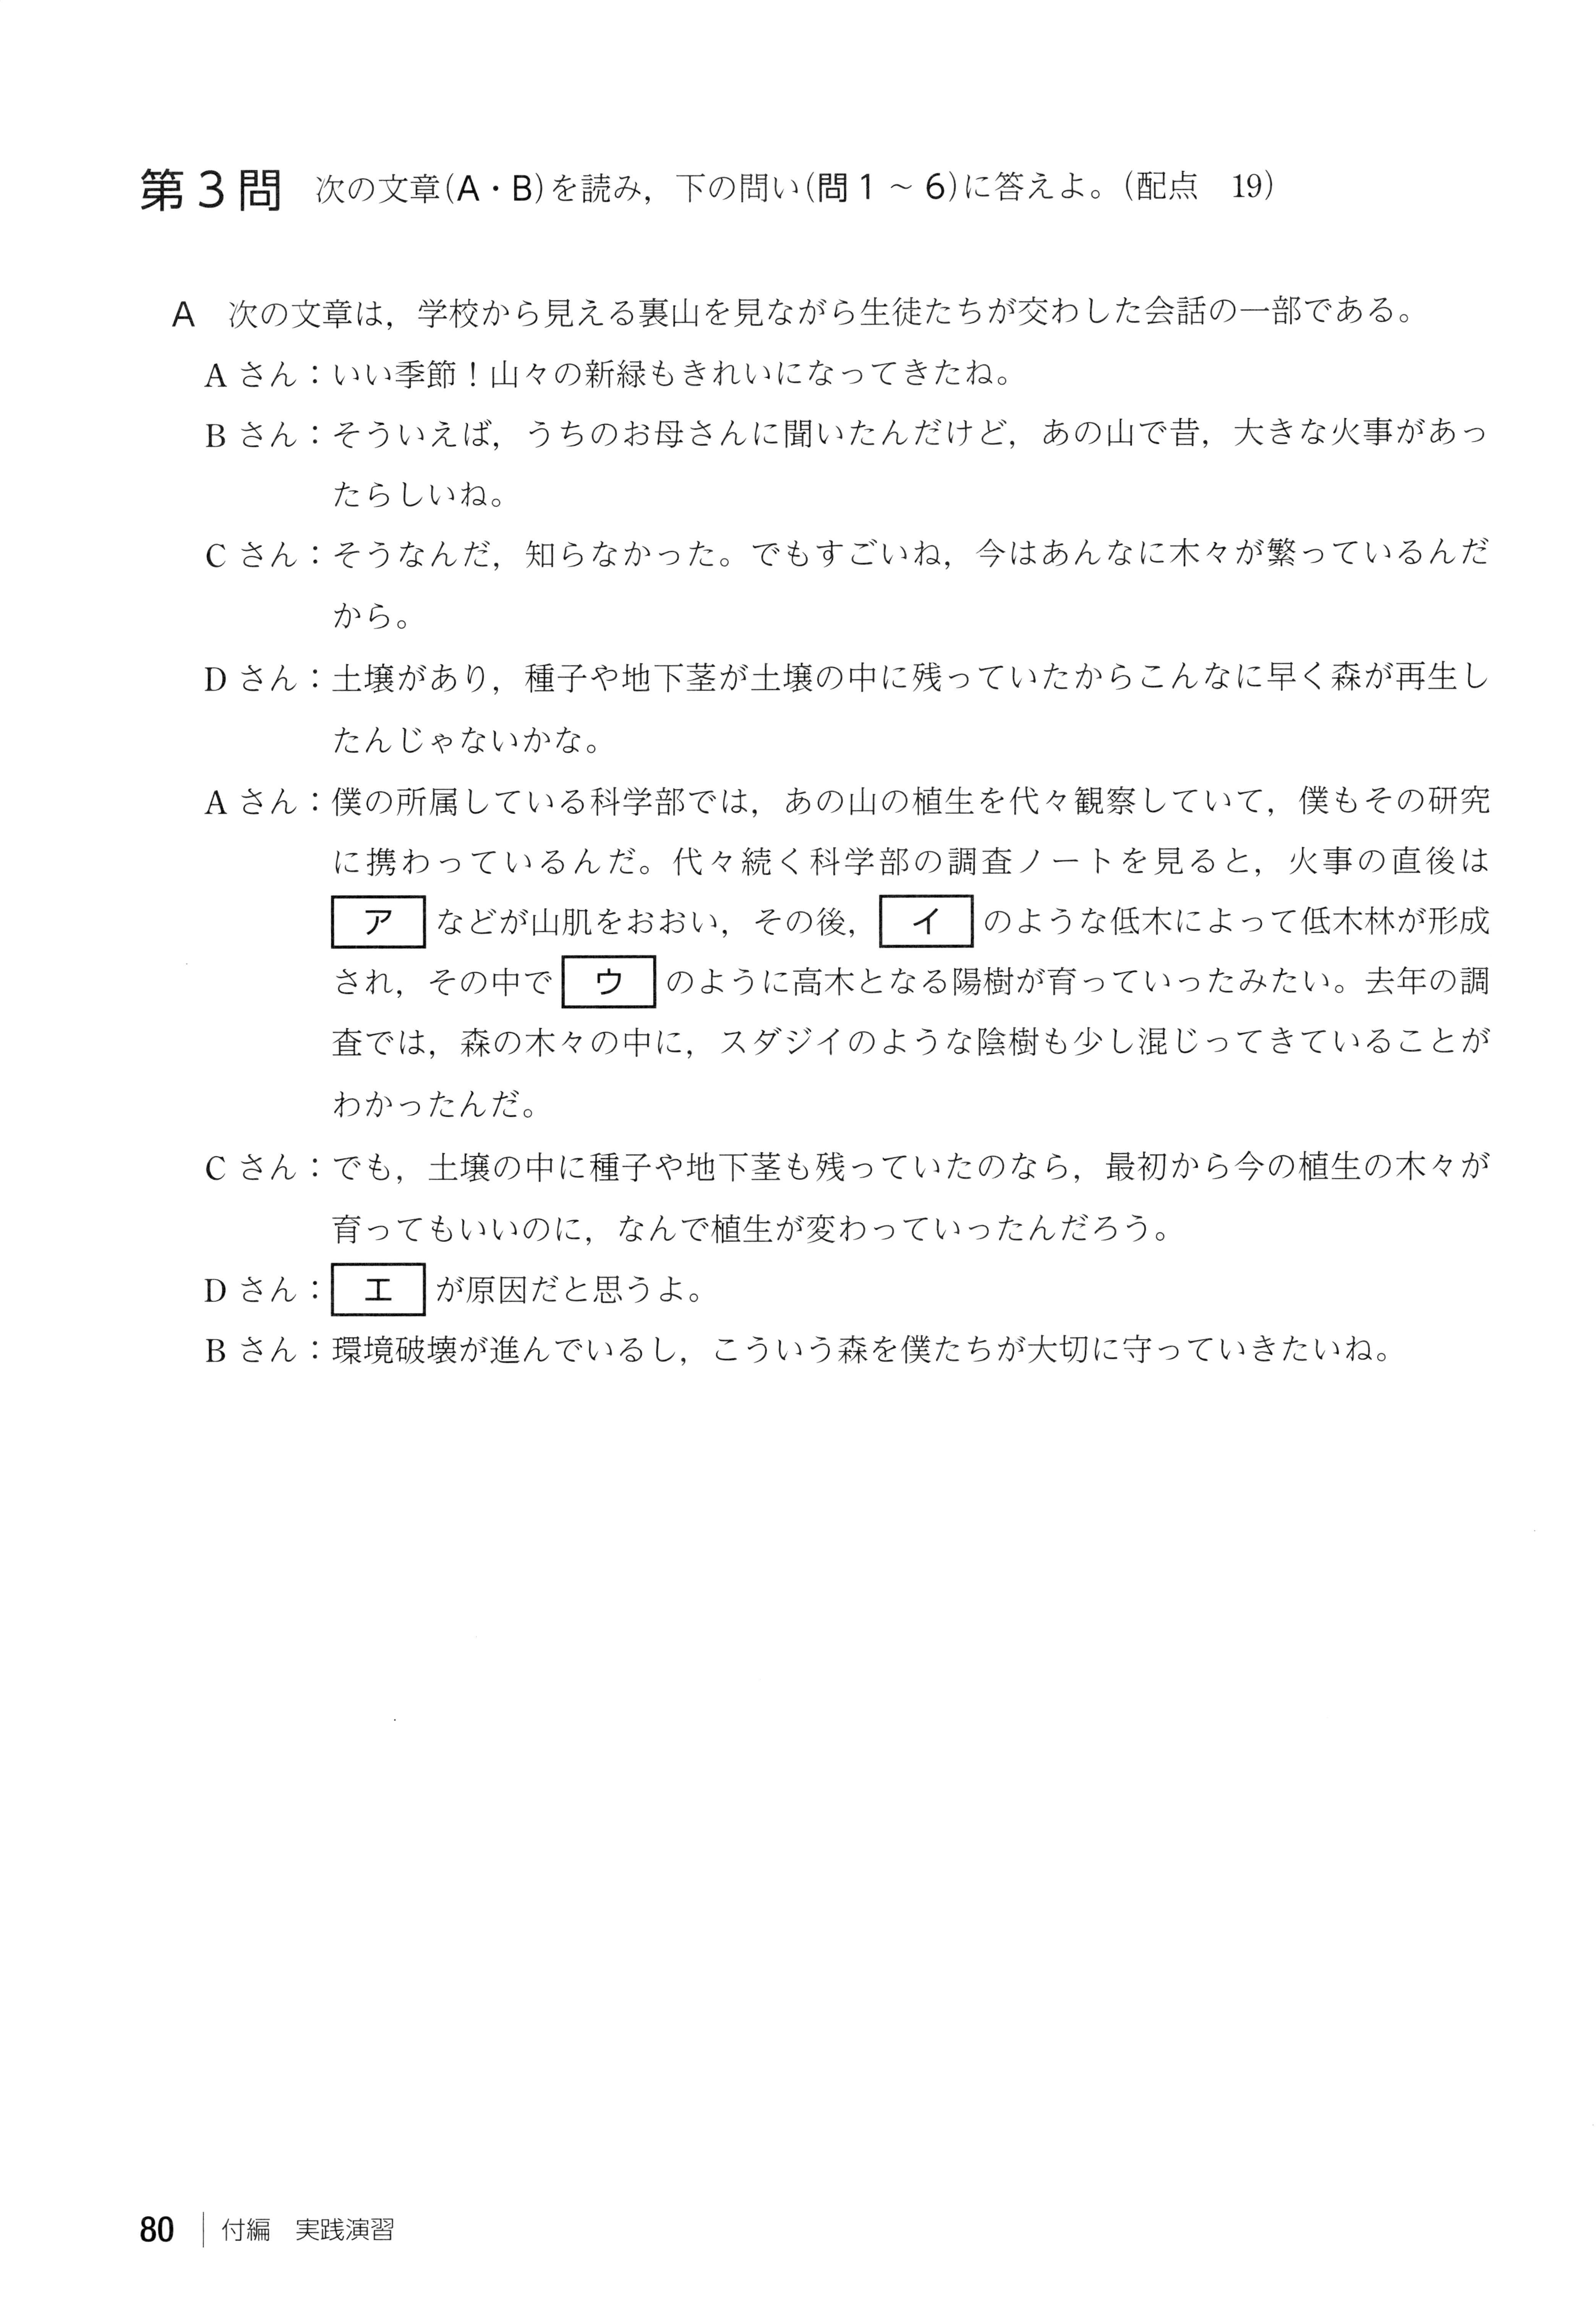 第3問 次の文章(A・B)を読み，下の問い(問1～6)に答えよ。(配点 19)
A 次の文章は，学校から見える裏山を見ながら生徒たちが交わした会話の一部である。
Aさん：いい季節！山々の新緑もきれいになってきたね。
Bさん：そういえば，うちのお母さんに聞いたんだけど，あの山で昔，大きな火事があっ
たらしいね。
Cさん：そうなんだ，知らなかった。でもすごいね，今はあんなに木々が繁っているんだ
から。
Dさん：土壌があり，種子や地下茎が土壌の中に残っていたからこんなに早く森が再生し
たんじゃないかな。
Aさん：僕の所属している科学部では，あの山の植生を代々観察していて，僕もその研究
に携わっているんだ。代々続く科学部の調査ノートを見ると，火事の直後は
ア などが山肌をおおい，その後， イ のような低木によって低木林が形成
され，その中で ウ のように高木となる陽樹が育っていったみたい。去年の調
査では，森の木々の中に，スダジイのような陰樹も少し混じってきていることが
わかったんだ。
Cさん：でも，土壌の中に種子や地下茎も残っていたのなら，最初から今の植生の木々が
育ってもいいのに，なんで植生が変わっていったんだろう。
Dさん： エ が原因だと思うよ。
Bさん：環境破壊が進んでいるし，こういう森を僕たちが大切に守っていきたいね。
80 付編 実践演習